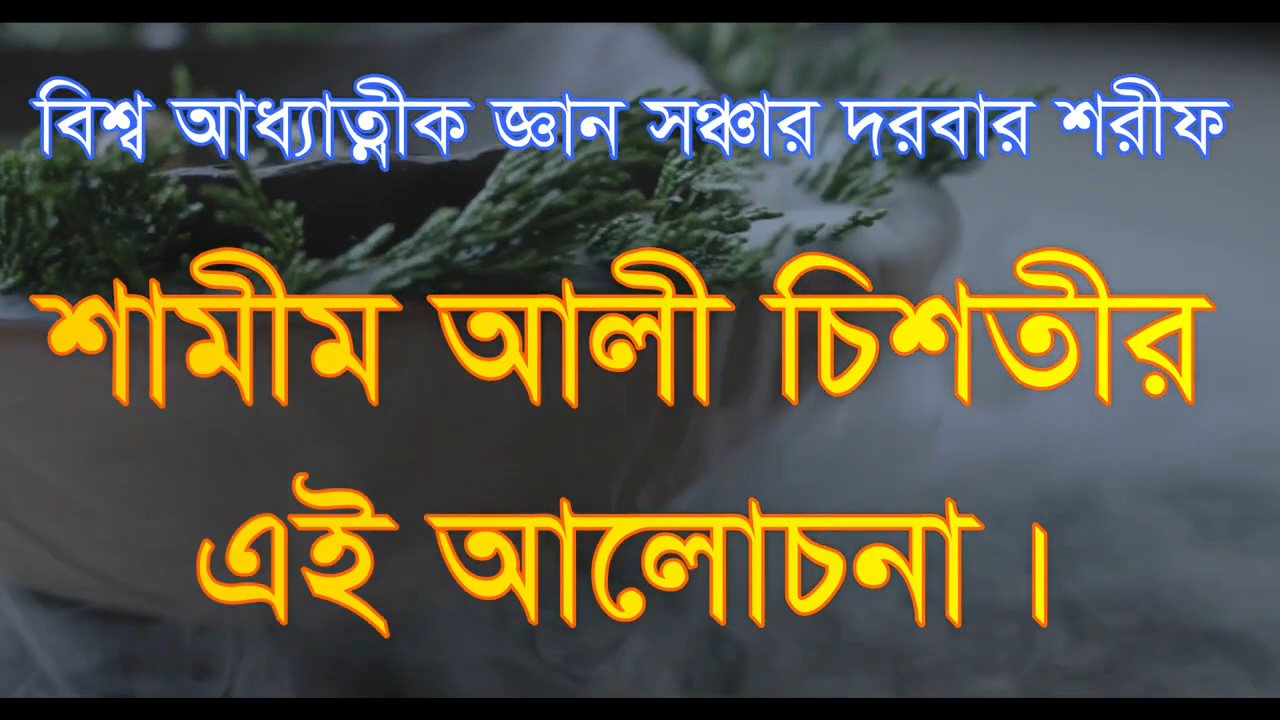 বিশ্ব আধ্যাত্নীক জ্ঞান সঞ্চার দরবার শরীফ
শামীম আলী চিশতীর
এই আলোচনা ।